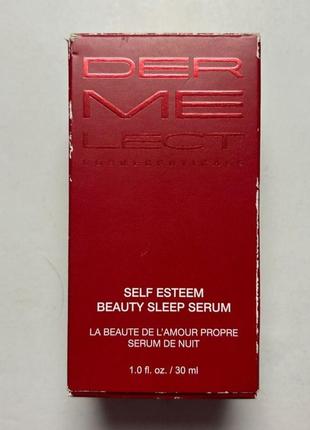 DER
ME
LECT
COSMECEUTICALS
SELF ESTEEM
BEAUTY SLEEP SERUM
LA BEAUTE DE L'AMOUR PROPRE
SERUM DE NUIT
1.0 fl. oz. / 30 ml